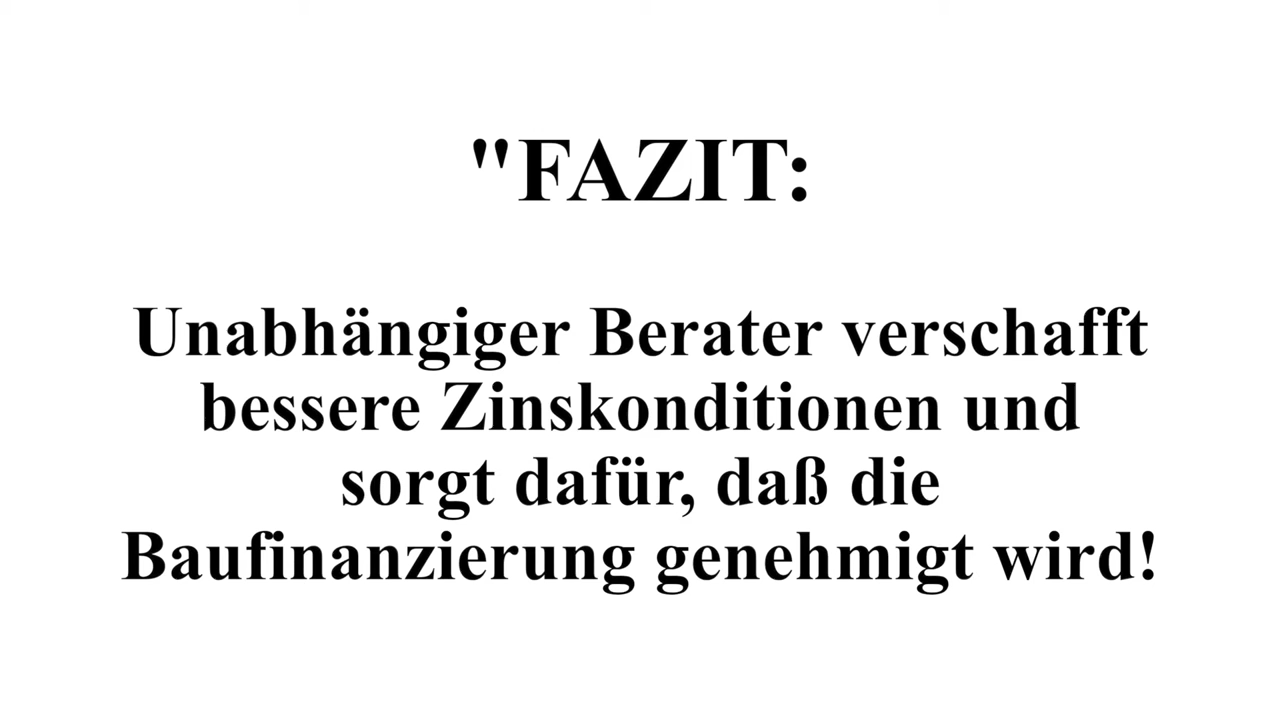 "FAZIT:
Unabhängiger Berater verschafft
bessere Zinskonditionen und
sorgt dafür, daß die
Baufinanzierung genehmigt wird!